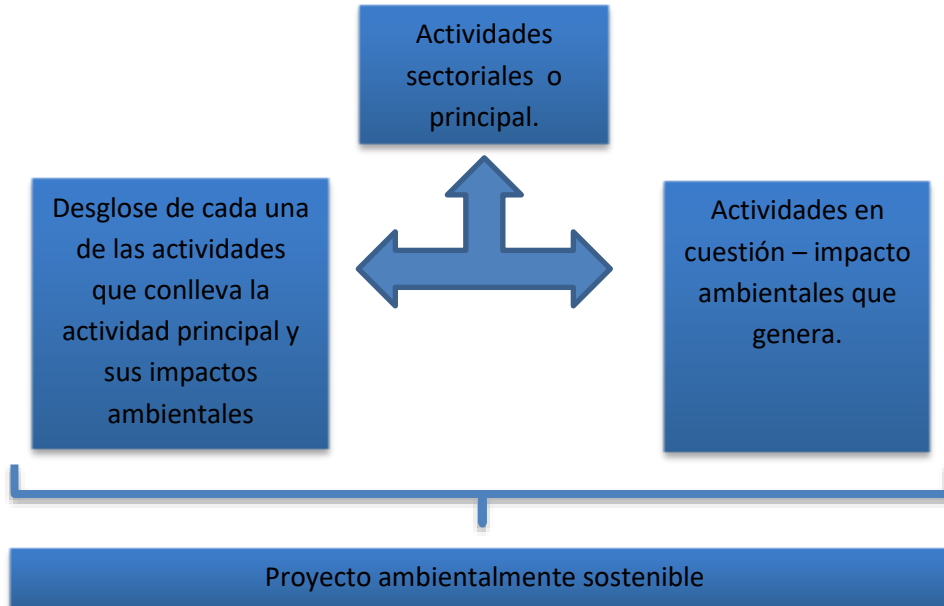 Actividades
sectoriales o
principal.
Desglose de cada una
de las actividades
que conlleva la
actividad principal y
sus impactos
ambientales
Actividades en
cuestión – impacto
ambientales que
genera.
Proyecto ambientalmente sostenible